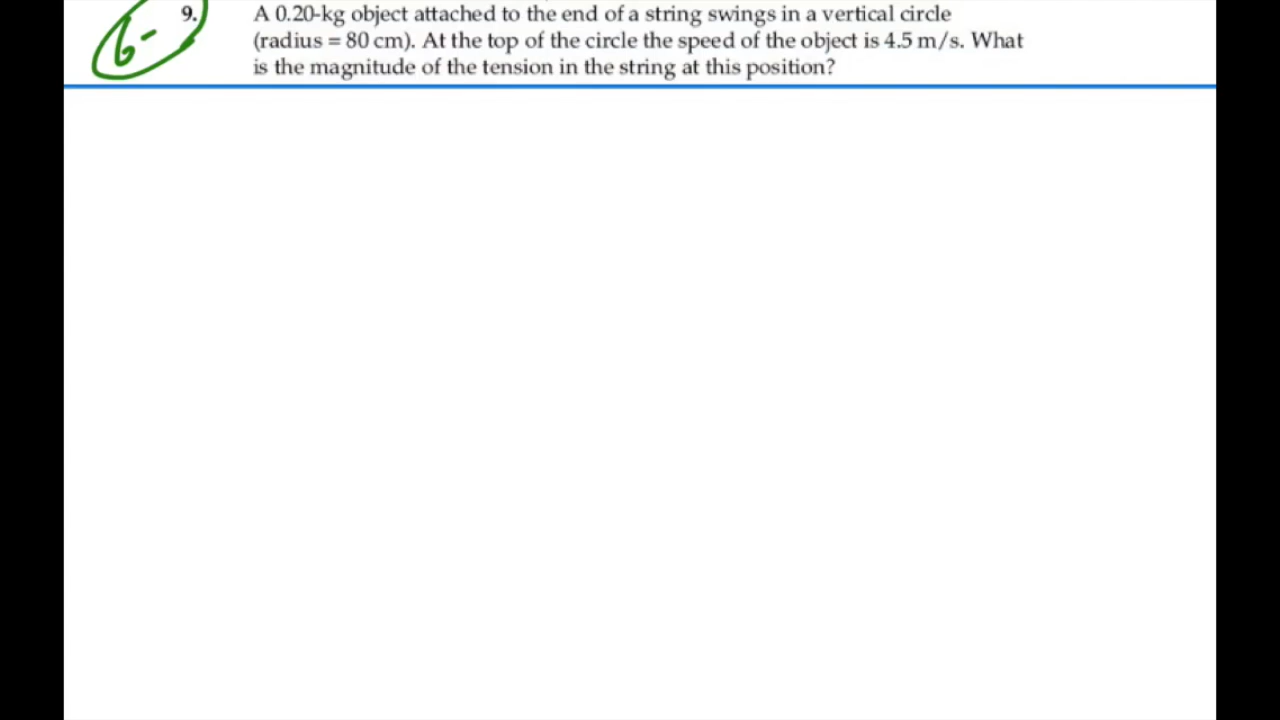 6-
9. A 0.20-kg object attached to the end of a string swings in a vertical circle
(radius = 80 cm). At the top of the circle the speed of the object is 4.5 m/s. What
is the magnitude of the tension in the string at this position?